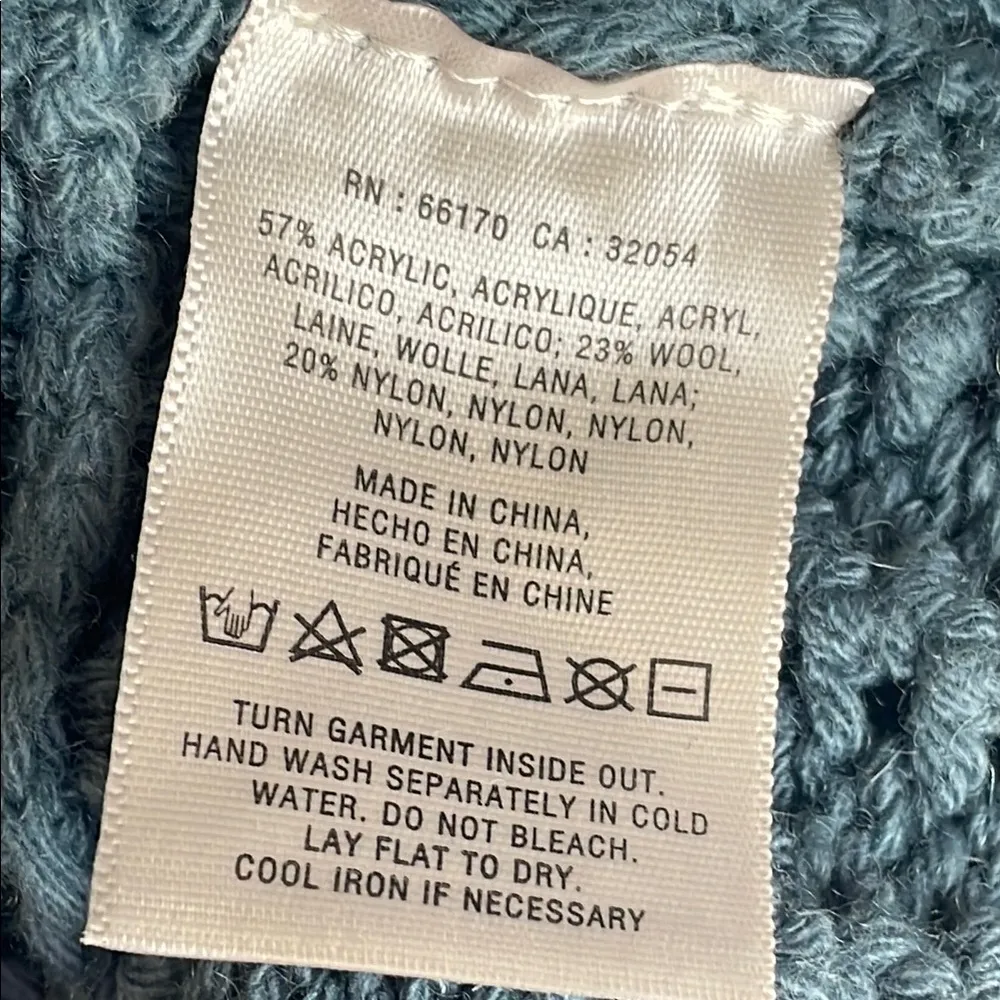 RN : 66170 CA : 32054
57% ACRYLIC, ACRYLIQUE, ACRYL,
ACRILICO, ACRILICO; 23% WOOL,
LAINE, WOLLE, LANA, LANA;
20% NYLON, NYLON, NYLON,
NYLON, NYLON
MADE IN CHINA,
HECHO EN CHINA,
FABRIQUÉ EN CHINE
TURN GARMENT INSIDE OUT.
HAND WASH SEPARATELY IN COLD
WATER. DO NOT BLEACH.
LAY FLAT TO DRY.
COOL IRON IF NECESSARY